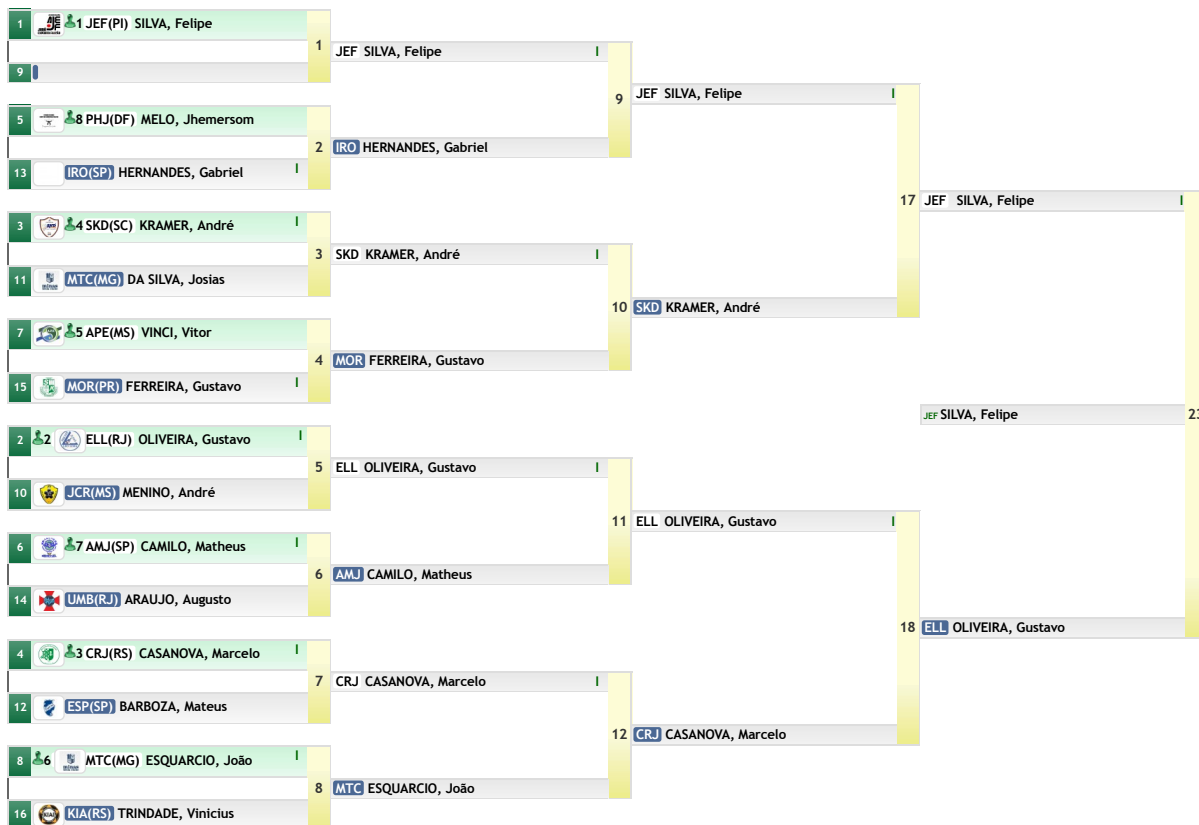 1 1 JEF(PI) SILVA, Felipe
1
9
5 8 PHJ(DF) MELO, Jhemersom
2
13 IRO(SP) HERNANDES, Gabriel I
3 4 SKD(SC) KRAMER, André I
3
11 MTC(MG) DA SILVA, Josias
7 5 APE(MS) VINCI, Vitor
4
15 MOR(PR) FERREIRA, Gustavo I
2 2 ELL(RJ) OLIVEIRA, Gustavo I
5
10 JCR(MS) MENINO, André
6 7 AMJ(SP) CAMILO, Matheus I
6
14 UMB(RJ) ARAUJO, Augusto
4 3 CRJ(RS) CASANOVA, Marcelo I
7
12 ESP(SP) BARBOZA, Mateus
8 6 MTC(MG) ESQUARCIO, João I
8
16 KIA(RS) TRINDADE, Vinicius
JEF SILVA, Felipe I
9
IRO HERNANDES, Gabriel
SKD KRAMER, André I
10
MOR FERREIRA, Gustavo
ELL OLIVEIRA, Gustavo I
11
AMJ CAMILO, Matheus
CRJ CASANOVA, Marcelo I
12
MTC ESQUARCIO, João
JEF SILVA, Felipe I
17
SKD KRAMER, André
ELL OLIVEIRA, Gustavo I
18
CRJ CASANOVA, Marcelo
JEF SILVA, Felipe I
JEF SILVA, Felipe
23
ELL OLIVEIRA, Gustavo